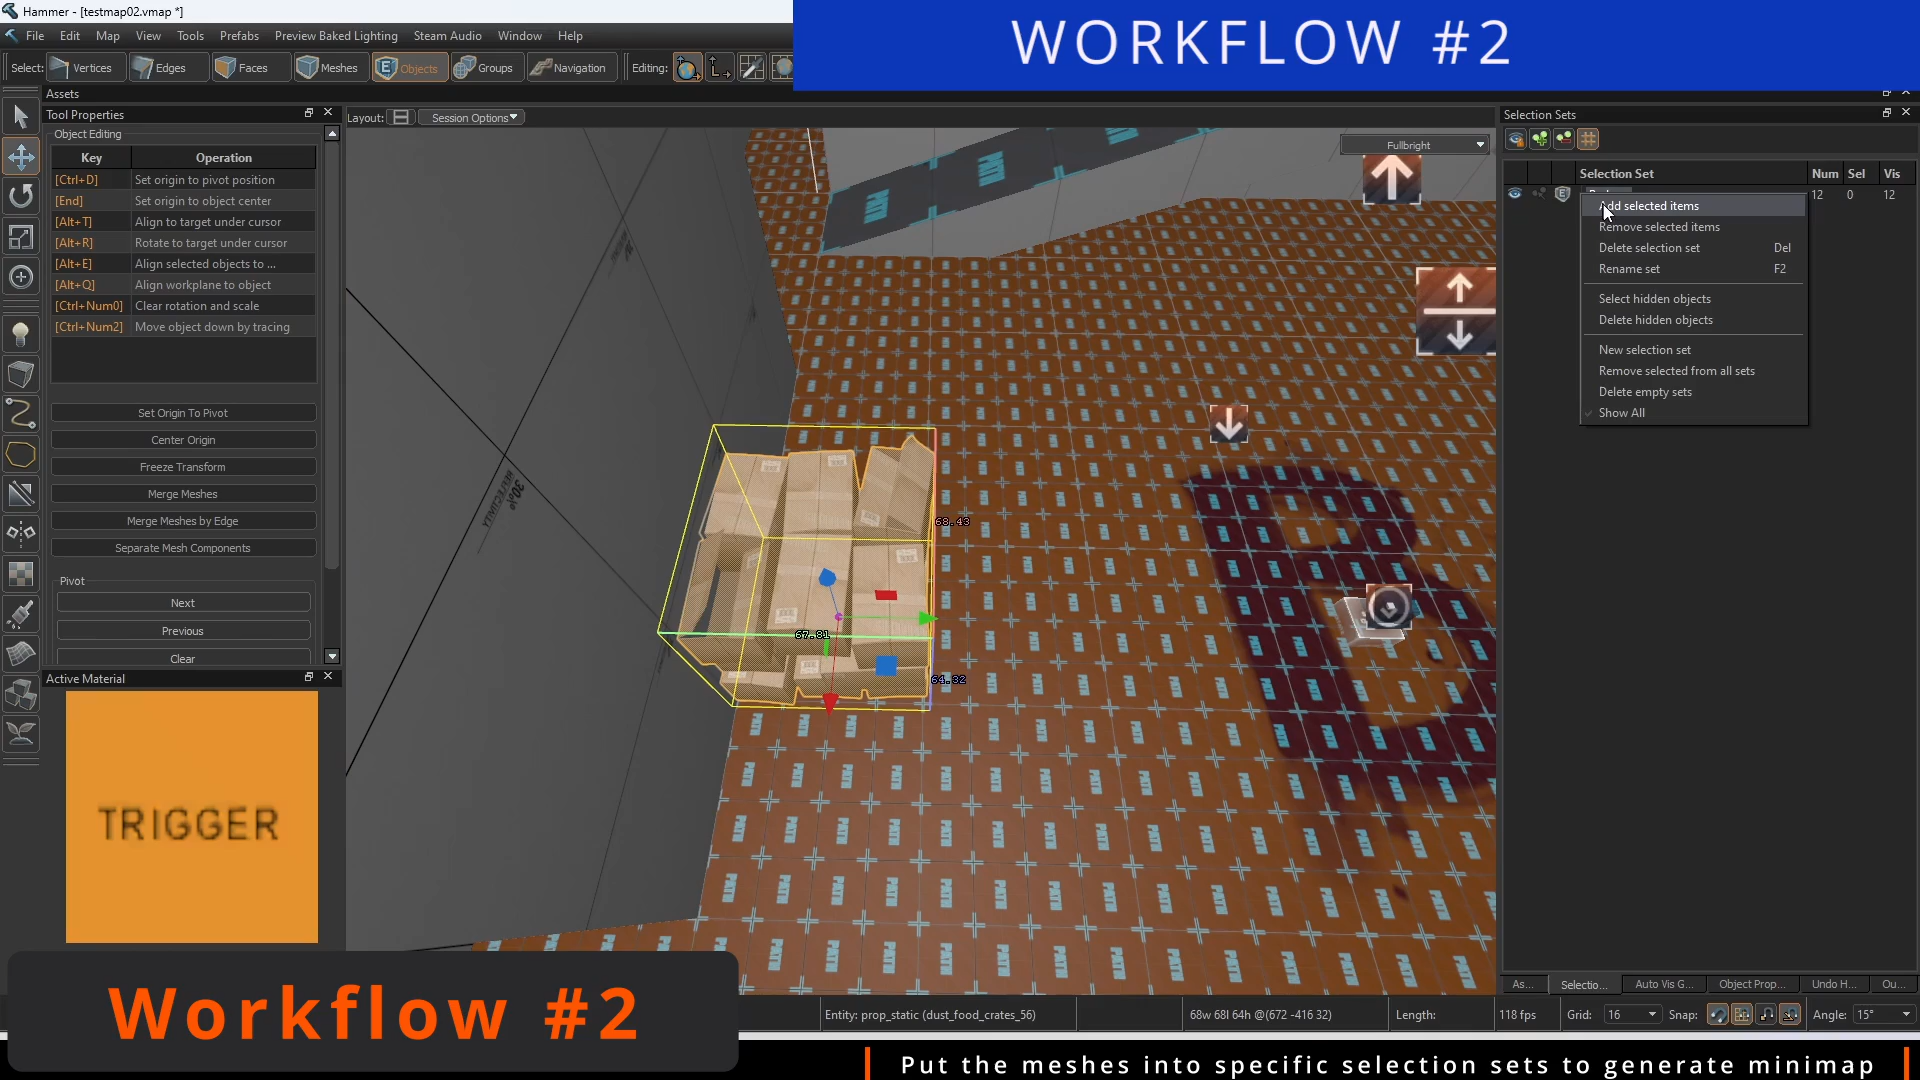 Hammer - [testmap02.vmap *]
WORKFLOW #2
File Edit Map View Tools Prefabs Preview Baked Lighting Steam Audio Window Help
Select: Vertices Edges Faces Meshes Objects Groups Navigation Editing:
Assets
Tool Properties
Object Editing
Key Operation
[Ctrl+D] Set origin to pivot position
[End] Set origin to object center
[Alt+T] Align to target under cursor
[Alt+R] Rotate to target under cursor
[Alt+E] Align selected objects to ...
[Alt+Q] Align workplane to object
[Ctrl+Num0] Clear rotation and scale
[Ctrl+Num2] Move object down by tracing
Set Origin To Pivot
Center Origin
Freeze Transform
Merge Meshes
Merge Meshes by Edge
Separate Mesh Components
Pivot
Next
Previous
Clear
Active Material
TRIGGER
Layout: Session Options
Fullbright
68.43
67.81
64.32
Selection Sets
Selection Set Num Sel Vis
12 0 12
Add selected items
Remove selected items
Delete selection set Del
Rename set F2
Select hidden objects
Delete hidden objects
New selection set
Remove selected from all sets
Delete empty sets
Show All
As... Selectio... Auto Vis G... Object Prop... Undo H... Ou...
Entity: prop_static (dust_food_crates_56) 68w 68l 64h @(672 -416 32) Length: 118 fps Grid: 16 Snap: Angle: 15°
Workflow #2
Put the meshes into specific selection sets to generate minimap